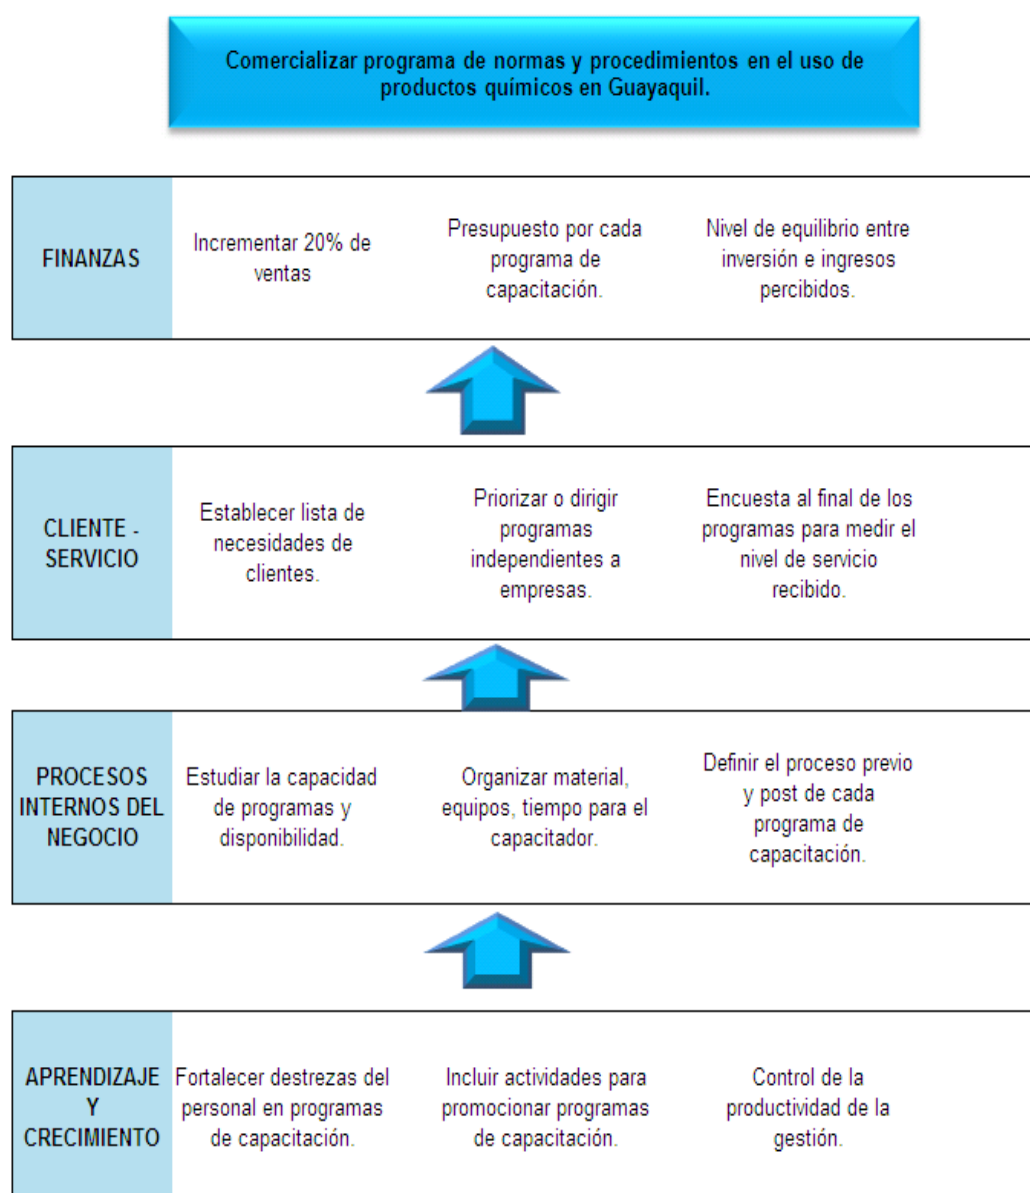 Comercializar programa de normas y procedimientos en el uso de
productos químicos en Guayaquil.
FINANZAS
Incrementar 20% de
ventas
Presupuesto por cada
programa de
capacitación.
Nivel de equilibrio entre
inversión e ingresos
percibidos.
CLIENTE -
SERVICIO
Establecer lista de
necesidades de
clientes.
Priorizar o dirigir
programas
independientes a
empresas.
Encuesta al final de los
programas para medir el
nivel de servicio
recibido.
PROCESOS
INTERNOS DEL
NEGOCIO
Estudiar la capacidad
de programas y
disponibilidad.
Organizar material,
equipos, tiempo para el
capacitador.
Definir el proceso previo
y post de cada
programa de
capacitación.
APRENDIZAJE
Y
CRECIMIENTO
Fortalecer destrezas del
personal en programas
de capacitación.
Incluir actividades para
promocionar programas
de capacitación.
Control de la
productividad de la
gestión.